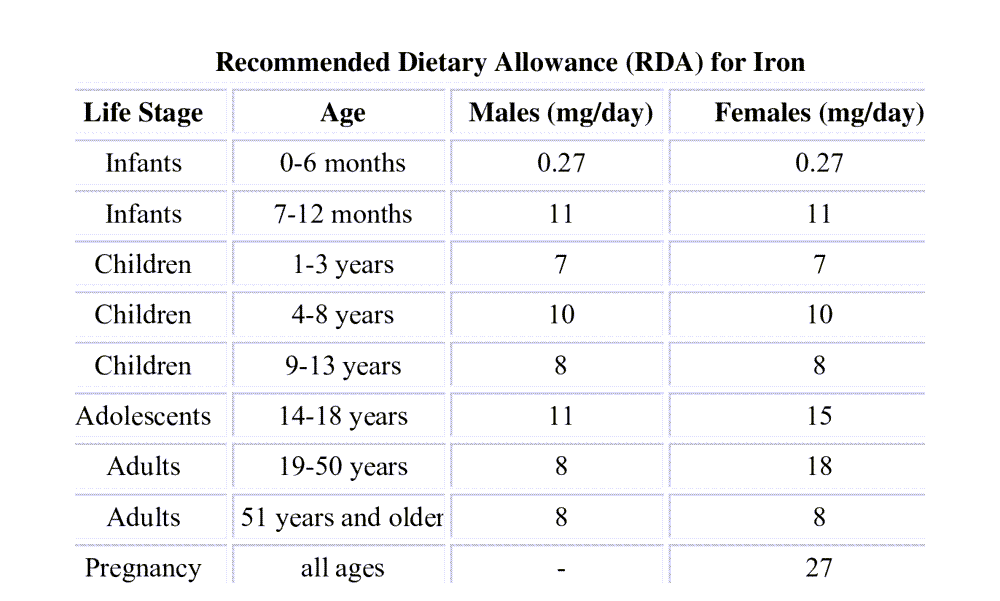 Recommended Dietary Allowance (RDA) for Iron
Life Stage Age Males (mg/day) Females (mg/day)
Infants 0-6 months 0.27 0.27
Infants 7-12 months 11 11
Children 1-3 years 7 7
Children 4-8 years 10 10
Children 9-13 years 8 8
Adolescents 14-18 years 11 15
Adults 19-50 years 8 18
Adults 51 years and older 8 8
Pregnancy all ages - 27